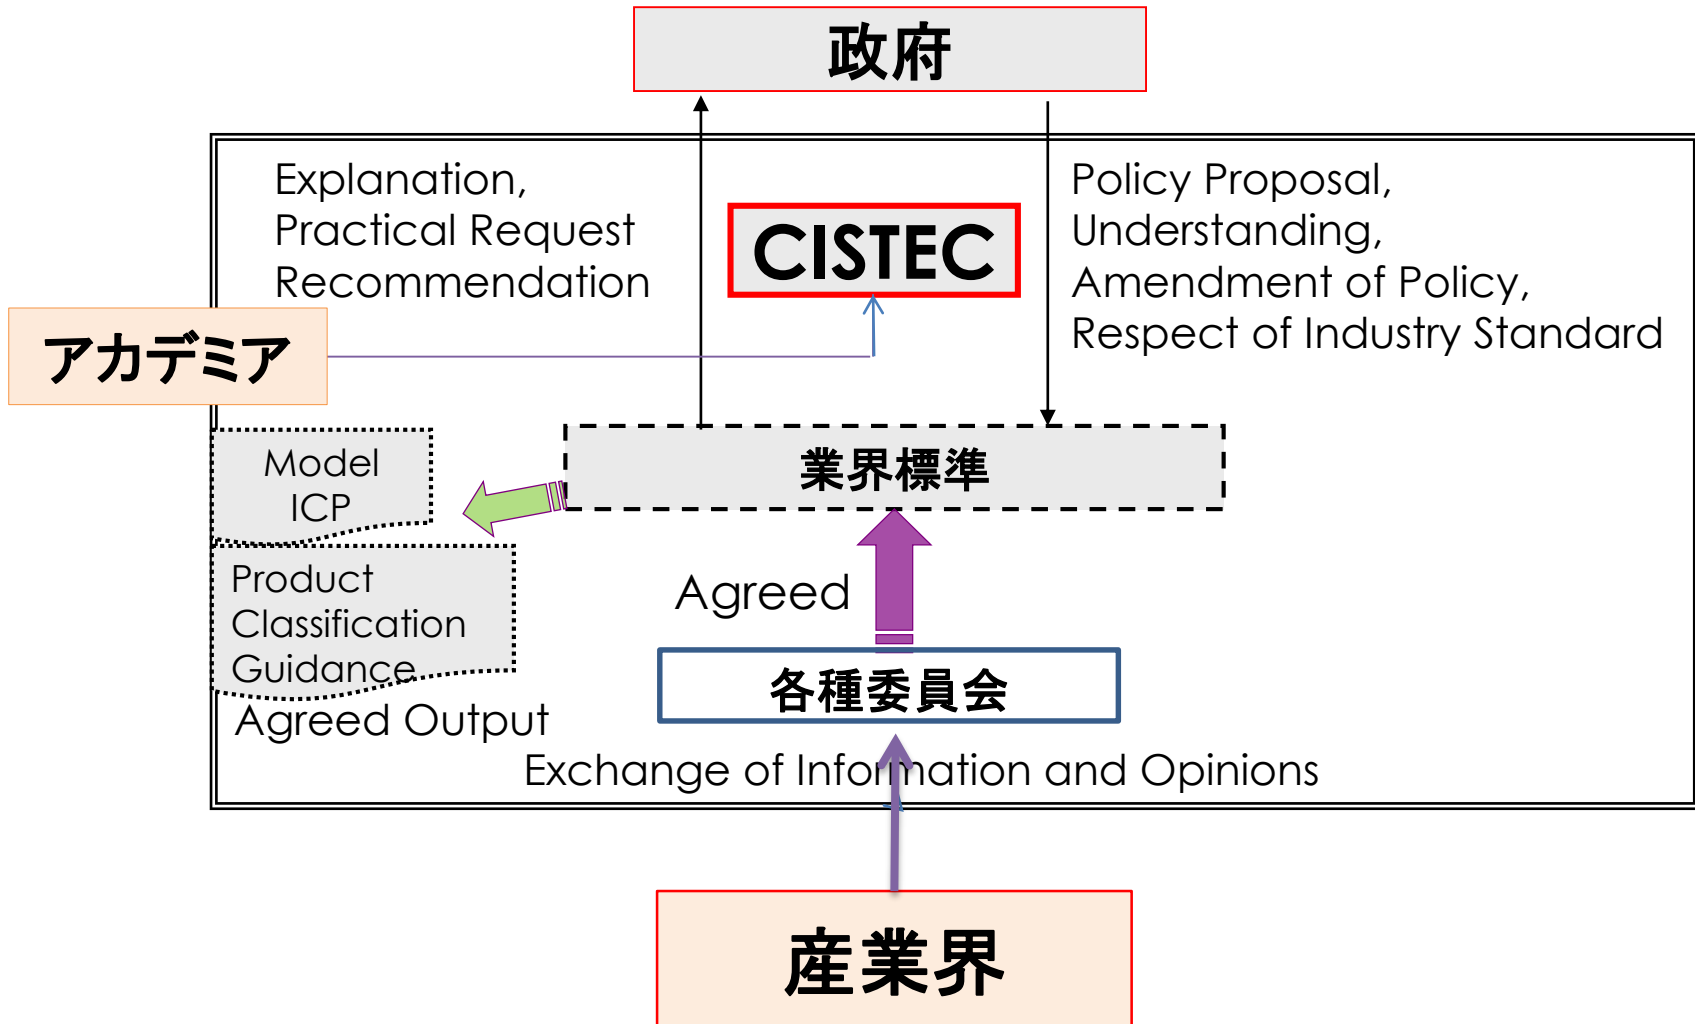 政府
Explanation,
Practical Request
Recommendation
CISTEC
Policy Proposal,
Understanding,
Amendment of Policy,
Respect of Industry Standard
アカデミア
業界標準
Model
ICP
Product
Classification
Guidance
Agreed Output
Agreed
各種委員会
Exchange of Information and Opinions
産業界